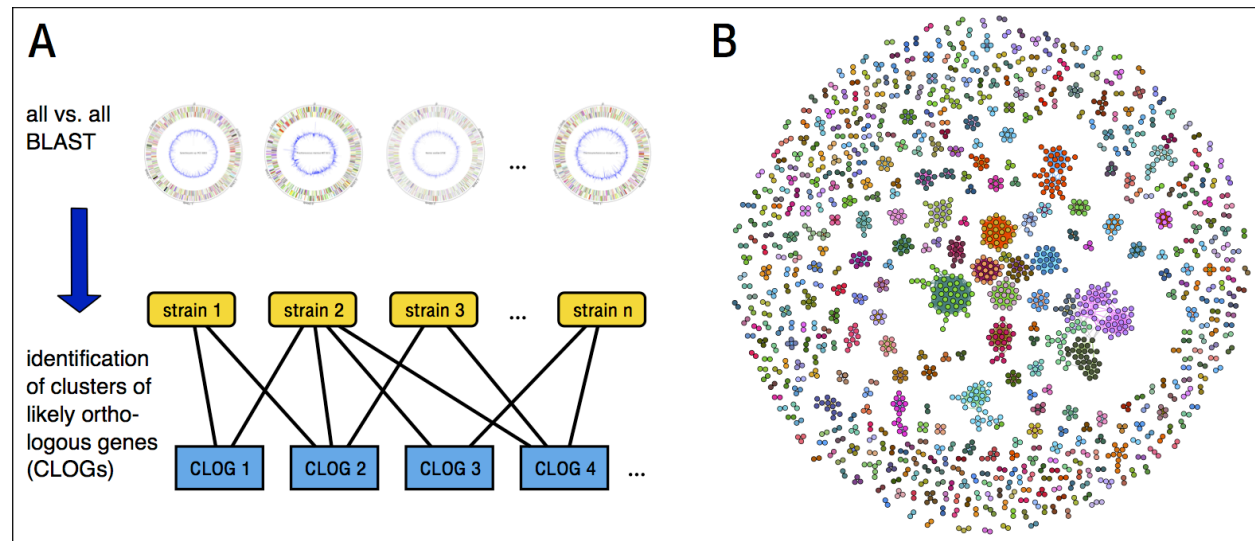 A
B
all vs. all
BLAST
...
strain 1
strain 2
strain 3
...
strain n
identification
of clusters of
likely ortho-
logous genes
(CLOGs)
CLOG 1
CLOG 2
CLOG 3
CLOG 4
...